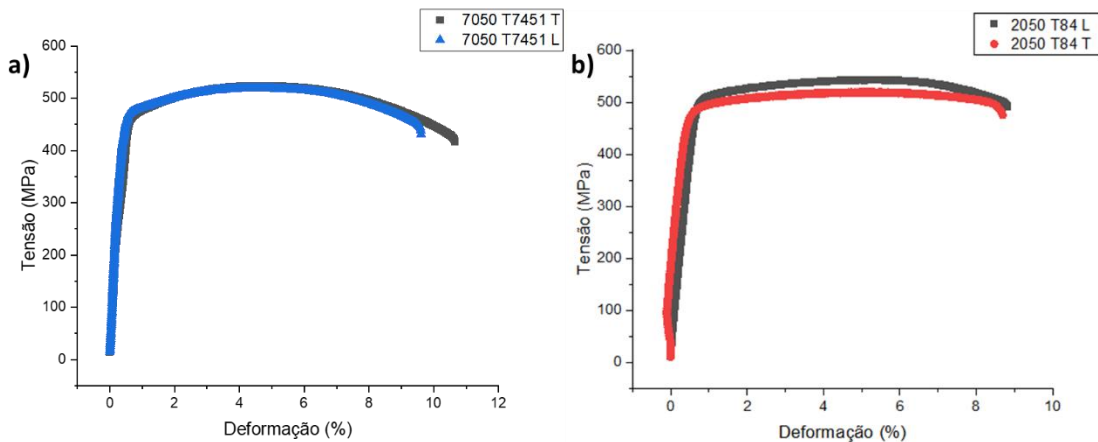 a)
7050 T7451 T
7050 T7451 L
600
500
400
300
200
100
0
Tensão (MPa)
0 2 4 6 8 10 12
Deformação (%)
b)
2050 T84 L
2050 T84 T
600
500
400
300
200
100
0
Tensão (MPa)
0 2 4 6 8 10
Deformação (%)